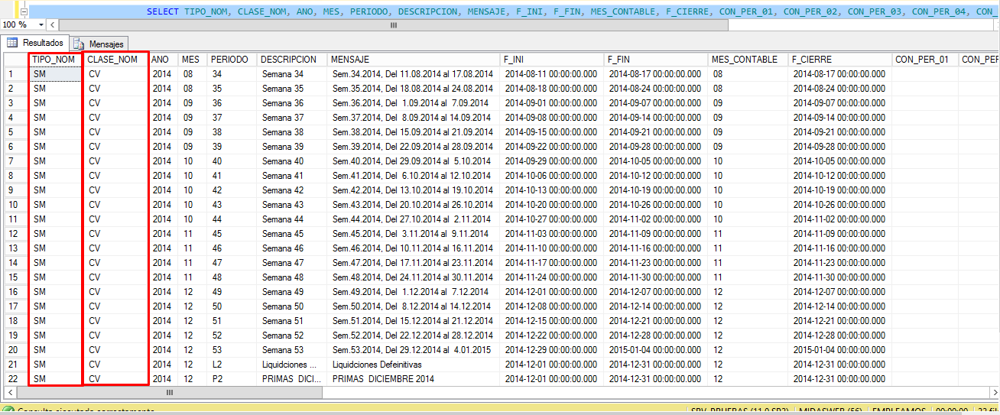 SELECT TIPO_NOM, CLASE_NOM, ANO, MES, PERIODO, DESCRIPCION, MENSAJE, F_INI, F_FIN, MES_CONTABLE, F_CIERRE, CON_PER_01, CON_PER_02, CON_PER_03, CON_PER_04, CON_
100 %
Resultados Mensajes
TIPO_NOM CLASE_NOM ANO MES PERIODO DESCRIPCION MENSAJE F_INI F_FIN MES_CONTABLE F_CIERRE CON_PER_01 CON_PER
1 SM CV 2014 08 34 Semana 34 Sem.34.2014, Del 11.08.2014 al 17.08.2014 2014-08-11 00:00:00.000 2014-08-17 00:00:00.000 08 2014-08-17 00:00:00.000
2 SM CV 2014 08 35 Semana 35 Sem.35.2014, Del 18.08.2014 al 24.08.2014 2014-08-18 00:00:00.000 2014-08-24 00:00:00.000 08 2014-08-24 00:00:00.000
3 SM CV 2014 09 36 Semana 36 Sem.36.2014, Del 1.09.2014 al 7.09.2014 2014-09-01 00:00:00.000 2014-09-07 00:00:00.000 09 2014-09-07 00:00:00.000
4 SM CV 2014 09 37 Semana 37 Sem.37.2014, Del 8.09.2014 al 14.09.2014 2014-09-08 00:00:00.000 2014-09-14 00:00:00.000 09 2014-09-14 00:00:00.000
5 SM CV 2014 09 38 Semana 38 Sem.38.2014, Del 15.09.2014 al 21.09.2014 2014-09-15 00:00:00.000 2014-09-21 00:00:00.000 09 2014-09-21 00:00:00.000
6 SM CV 2014 09 39 Semana 39 Sem.39.2014, Del 22.09.2014 al 28.09.2014 2014-09-22 00:00:00.000 2014-09-28 00:00:00.000 09 2014-09-28 00:00:00.000
7 SM CV 2014 10 40 Semana 40 Sem.40.2014, Del 29.09.2014 al 5.10.2014 2014-09-29 00:00:00.000 2014-10-05 00:00:00.000 10 2014-10-05 00:00:00.000
8 SM CV 2014 10 41 Semana 41 Sem.41.2014, Del 6.10.2014 al 12.10.2014 2014-10-06 00:00:00.000 2014-10-12 00:00:00.000 10 2014-10-12 00:00:00.000
9 SM CV 2014 10 42 Semana 42 Sem.42.2014, Del 13.10.2014 al 19.10.2014 2014-10-13 00:00:00.000 2014-10-19 00:00:00.000 10 2014-10-19 00:00:00.000
10 SM CV 2014 10 43 Semana 43 Sem.43.2014, Del 20.10.2014 al 26.10.2014 2014-10-20 00:00:00.000 2014-10-26 00:00:00.000 10 2014-10-26 00:00:00.000
11 SM CV 2014 10 44 Semana 44 Sem.44.2014, Del 27.10.2014 al 2.11.2014 2014-10-27 00:00:00.000 2014-11-02 00:00:00.000 10 2014-11-02 00:00:00.000
12 SM CV 2014 11 45 Semana 45 Sem.45.2014, Del 3.11.2014 al 9.11.2014 2014-11-03 00:00:00.000 2014-11-09 00:00:00.000 11 2014-11-09 00:00:00.000
13 SM CV 2014 11 46 Semana 46 Sem.46.2014, Del 10.11.2014 al 16.11.2014 2014-11-10 00:00:00.000 2014-11-16 00:00:00.000 11 2014-11-16 00:00:00.000
14 SM CV 2014 11 47 Semana 47 Sem.47.2014, Del 17.11.2014 al 23.11.2014 2014-11-17 00:00:00.000 2014-11-23 00:00:00.000 11 2014-11-23 00:00:00.000
15 SM CV 2014 11 48 Semana 48 Sem.48.2014, Del 24.11.2014 al 30.11.2014 2014-11-24 00:00:00.000 2014-11-30 00:00:00.000 11 2014-11-30 00:00:00.000
16 SM CV 2014 12 49 Semana 49 Sem.49.2014, Del 1.12.2014 al 7.12.2014 2014-12-01 00:00:00.000 2014-12-07 00:00:00.000 12 2014-12-07 00:00:00.000
17 SM CV 2014 12 50 Semana 50 Sem.50.2014, Del 8.12.2014 al 14.12.2014 2014-12-08 00:00:00.000 2014-12-14 00:00:00.000 12 2014-12-14 00:00:00.000
18 SM CV 2014 12 51 Semana 51 Sem.51.2014, Del 15.12.2014 al 21.12.2014 2014-12-15 00:00:00.000 2014-12-21 00:00:00.000 12 2014-12-21 00:00:00.000
19 SM CV 2014 12 52 Semana 52 Sem.52.2014, Del 22.12.2014 al 28.12.2014 2014-12-22 00:00:00.000 2014-12-28 00:00:00.000 12 2014-12-28 00:00:00.000
20 SM CV 2014 12 53 Semana 53 Sem.53.2014, Del 29.12.2014 al 4.01.2015 2014-12-29 00:00:00.000 2015-01-04 00:00:00.000 12 2015-01-04 00:00:00.000
21 SM CV 2014 12 L2 Liquidciones ... Liquidciones Defeinitivas 2014-12-01 00:00:00.000 2014-12-31 00:00:00.000 12 2014-12-31 00:00:00.000
22 SM CV 2014 12 P2 PRIMAS DICI... PRIMAS DICIEMBRE 2014 2014-12-01 00:00:00.000 2014-12-31 00:00:00.000 12 2014-12-31 00:00:00.000
Consulta ejecutada correctamente. SRV_PRUEBAS (11.0 SP3) MIDASWEB (56) EMPLEAMOS 00:00:00 22 fil